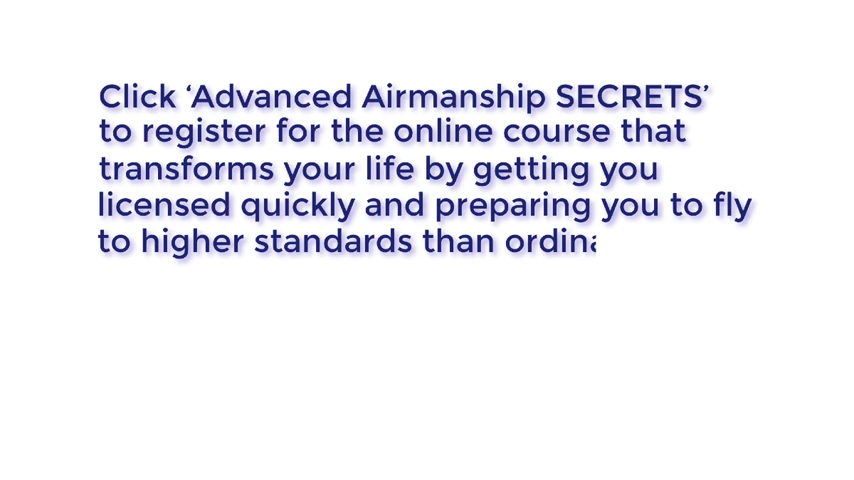 Click ‘Advanced Airmanship SECRETS’
to register for the online course that
transforms your life by getting you
licensed quickly and preparing you to fly
to higher standards than